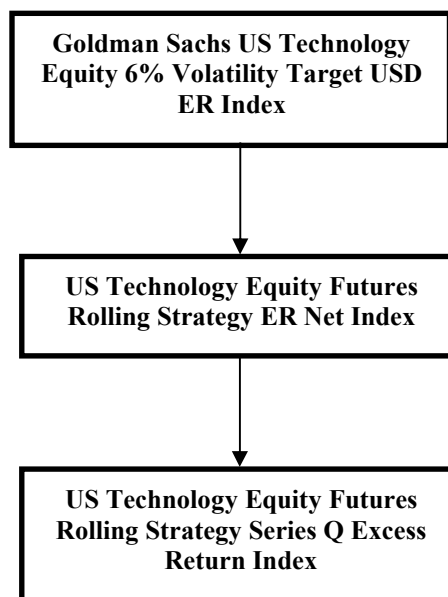 Goldman Sachs US Technology
Equity 6% Volatility Target USD
ER Index
US Technology Equity Futures
Rolling Strategy ER Net Index
US Technology Equity Futures
Rolling Strategy Series Q Excess
Return Index